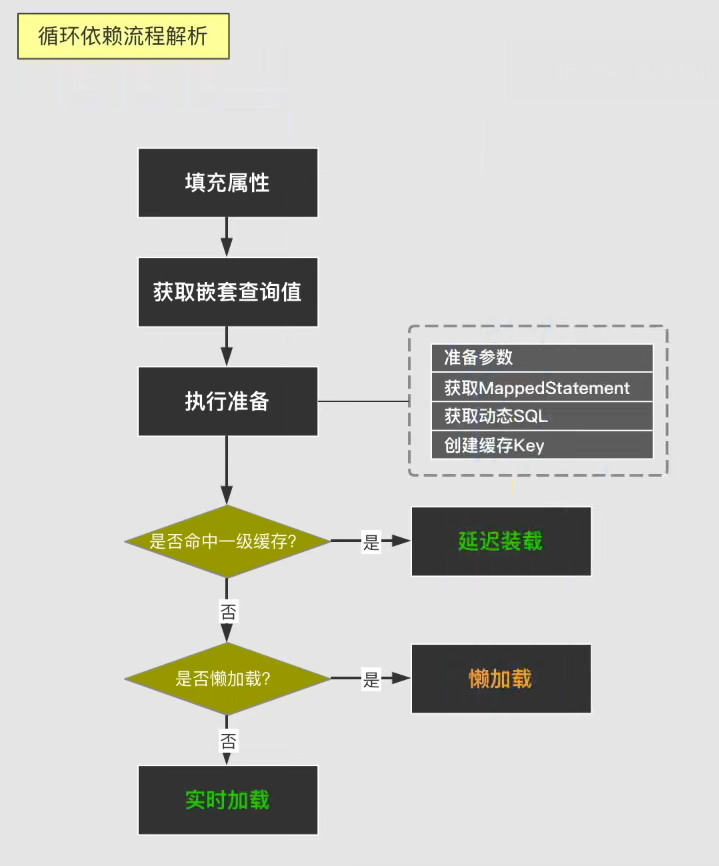 循环依赖流程解析
填充属性
获取嵌套查询值
执行准备
准备参数
获取MappedStatement
获取动态SQL
创建缓存Key
是否命中一级缓存?
是
延迟装载
否
是否懒加载?
是
懒加载
否
实时加载